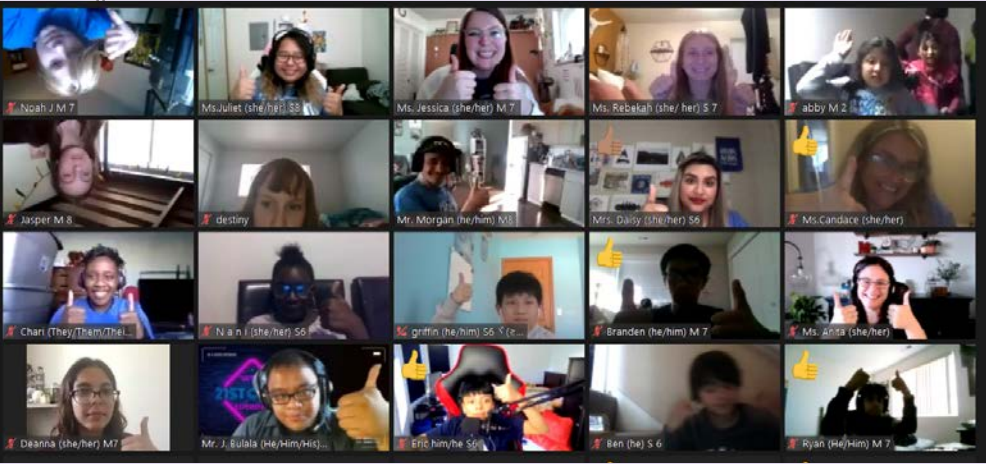 Noah J M 7
Ms.Juliet (she/her) S8
Ms. Jessica (she/her) M 7
Ms. Rebekah (she/ her) S 7
abby M 2
Jasper M 8
destiny
Mr. Morgan (he/him) M8
Mrs. Daisy (she/her) S6
Ms.Candace (she/her)
Chari (They/Them/Thei...
N a n i (she/her) S6
griffin (he/him) S6
Branden (he/him) M 7
Ms. Anita (she/her)
Deanna (she/her) M7
21ST
Mr. J. Bulala (He/Him/His)...
Eric him/he S6
Ben (he) S 6
Ryan (He/Him) M 7